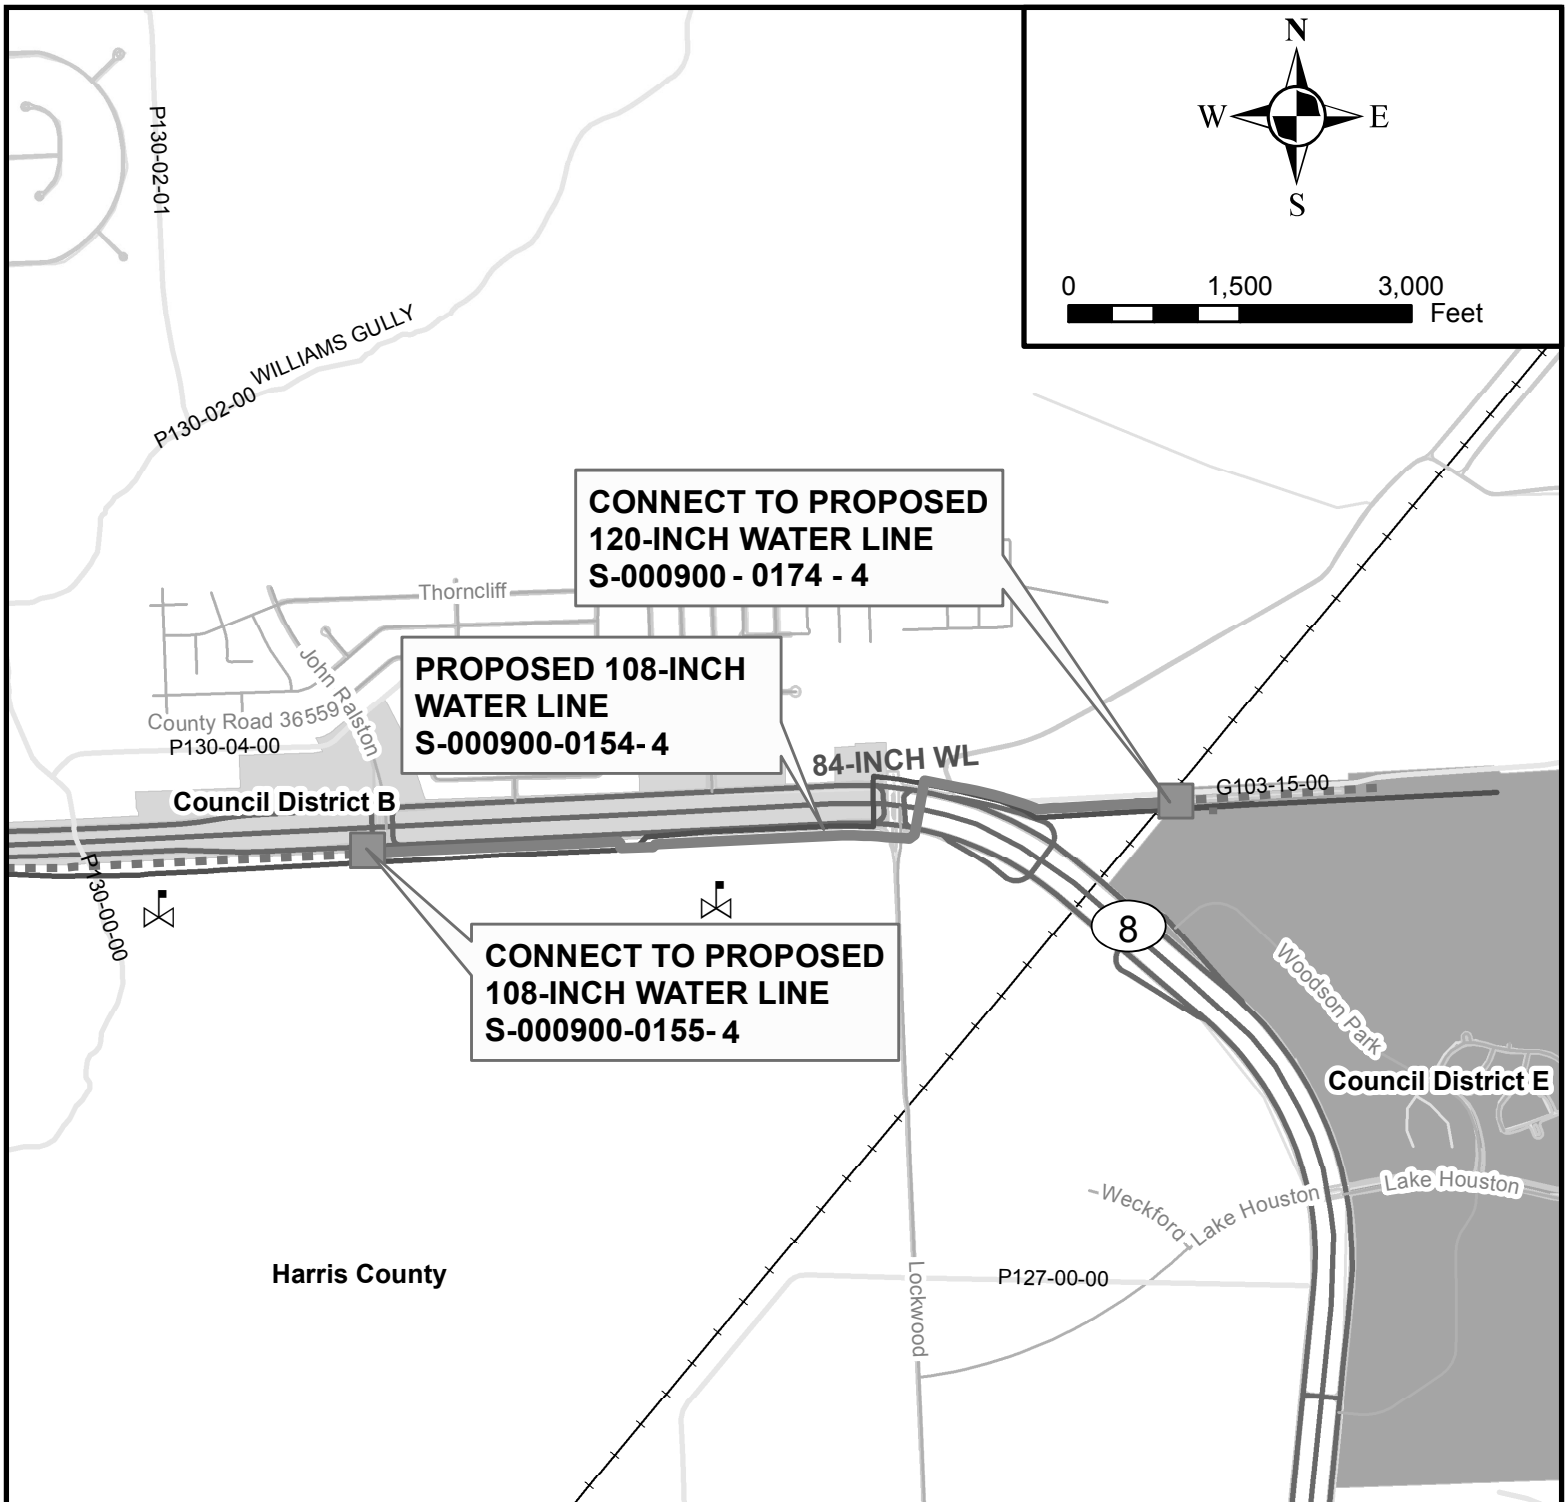 N
W
E
S
0 1,500 3,000
Feet
P130-02-01
WILLIAMS GULLY
P130-02-00
CONNECT TO PROPOSED
120-INCH WATER LINE
S-000900 - 0174 - 4
Thorncliff
John Ralston
PROPOSED 108-INCH
WATER LINE
S-000900-0154- 4
County Road 36559
P130-04-00
84-INCH WL
G103-15-00
Council District B
P130-00-00
8
CONNECT TO PROPOSED
108-INCH WATER LINE
S-000900-0155- 4
Woodson Park
Council District E
Lake Houston
Weckford
Lake Houston
Harris County
Lockwood
P127-00-00